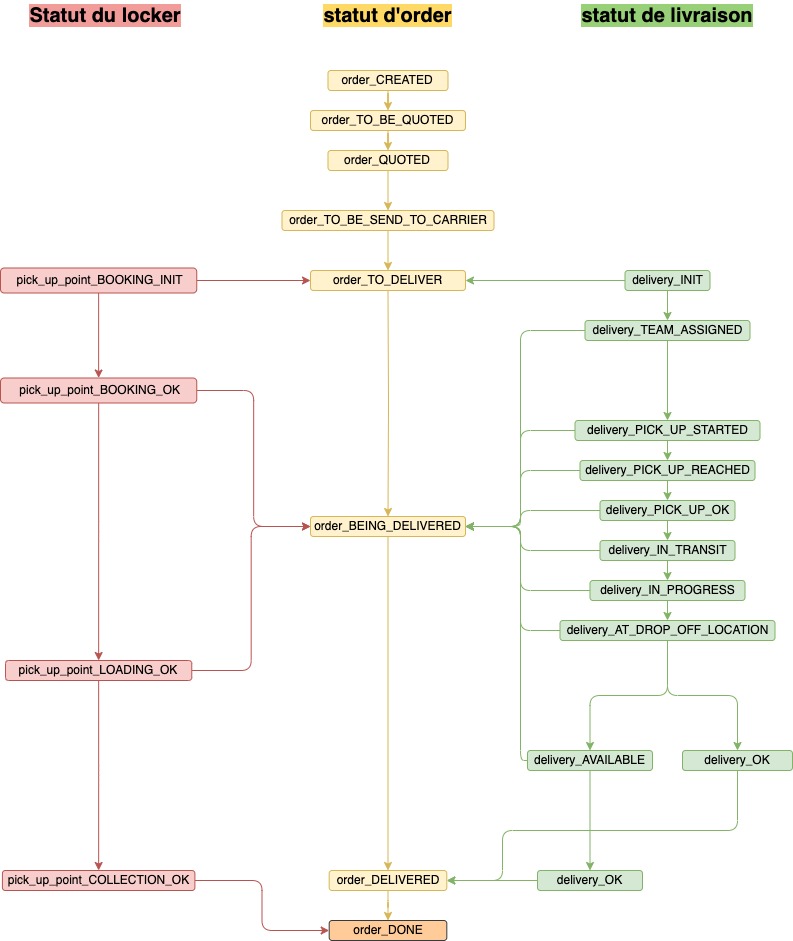 Statut du locker
statut d'order
statut de livraison
order_CREATED
order_TO_BE_QUOTED
order_QUOTED
order_TO_BE_SEND_TO_CARRIER
pick_up_point_BOOKING_INIT
order_TO_DELIVER
delivery_INIT
delivery_TEAM_ASSIGNED
pick_up_point_BOOKING_OK
delivery_PICK_UP_STARTED
delivery_PICK_UP_REACHED
delivery_PICK_UP_OK
order_BEING_DELIVERED
delivery_IN_TRANSIT
delivery_IN_PROGRESS
delivery_AT_DROP_OFF_LOCATION
pick_up_point_LOADING_OK
delivery_AVAILABLE
delivery_OK
pick_up_point_COLLECTION_OK
order_DELIVERED
delivery_OK
order_DONE